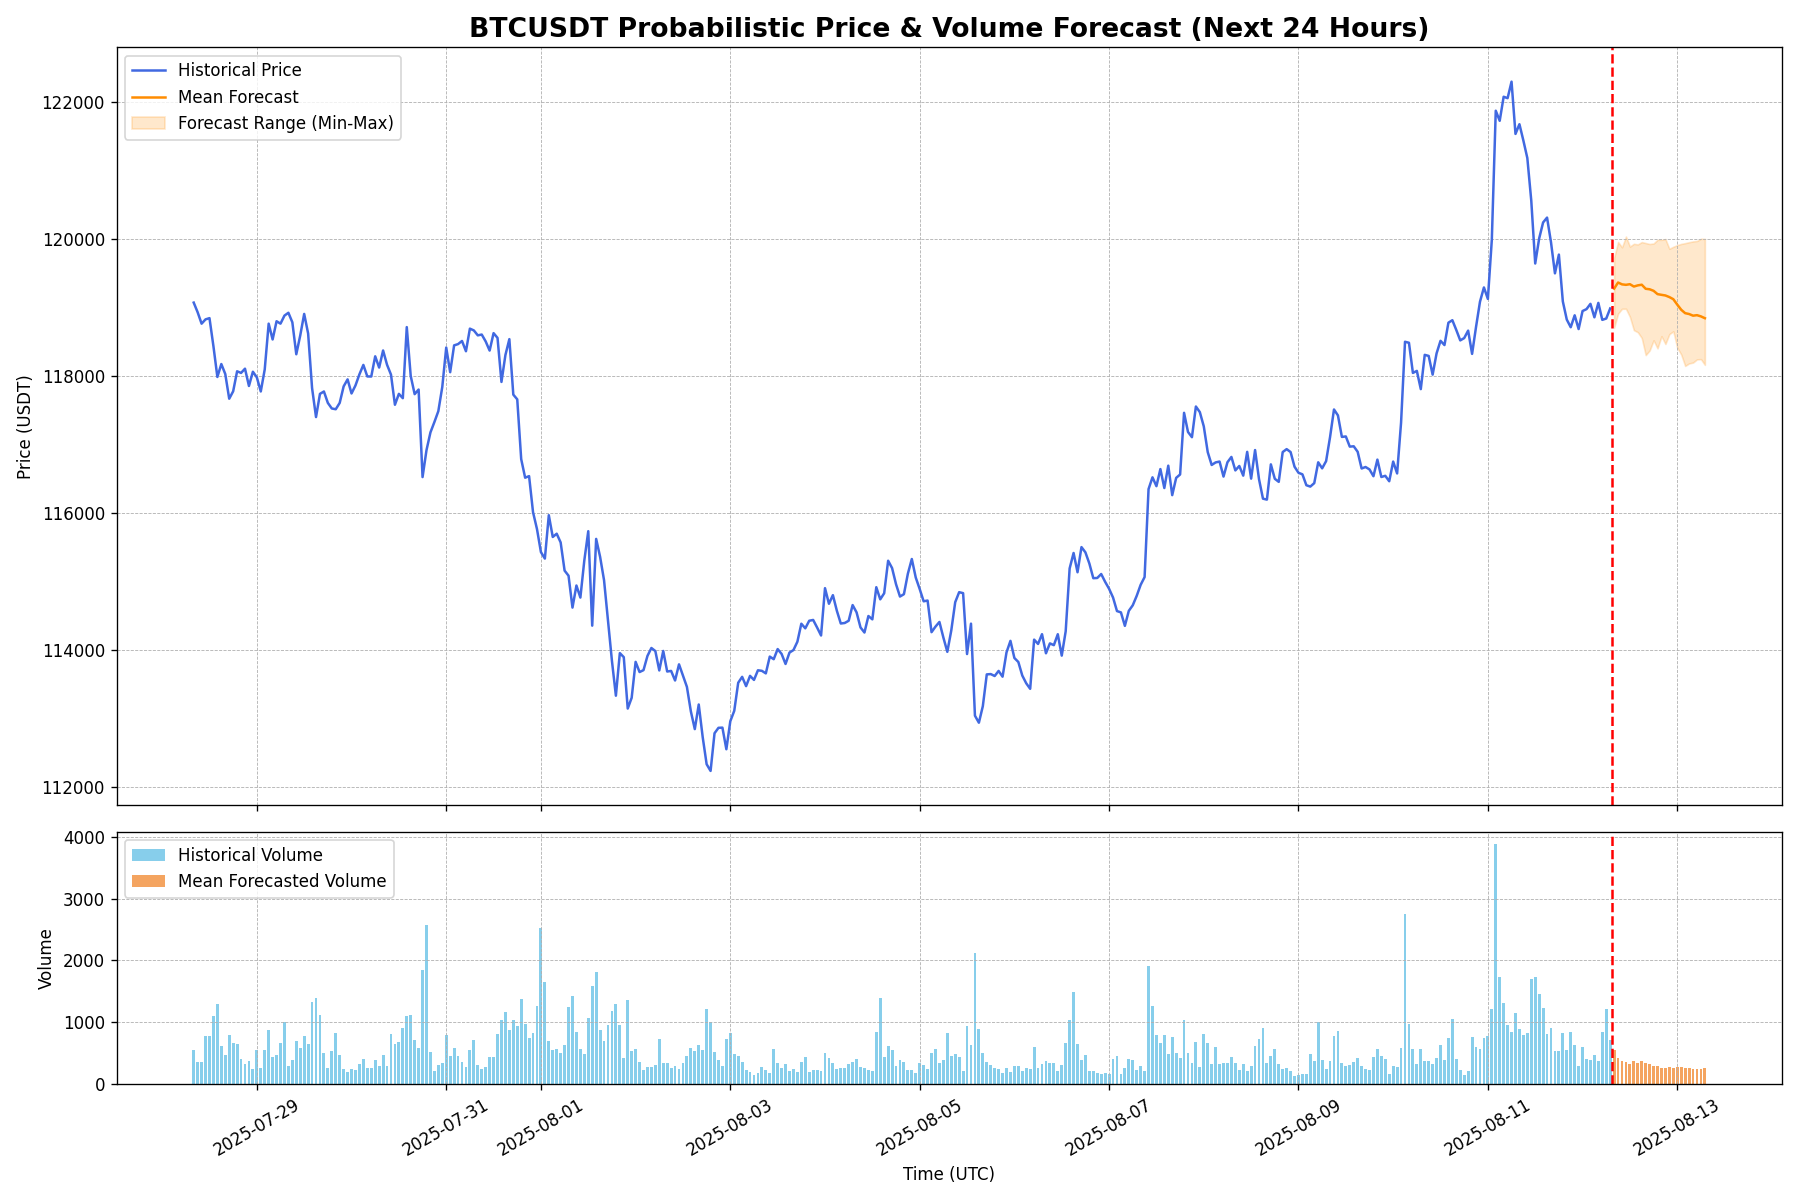 BTCUSDT Probabilistic Price & Volume Forecast (Next 24 Hours)
Historical Price
Mean Forecast
Forecast Range (Min-Max)
122000
120000
118000
116000
114000
112000
Price (USDT)
Historical Volume
Mean Forecasted Volume
4000
3000
2000
1000
0
Volume
2025-07-29
2025-07-31
2025-08-01
2025-08-03
2025-08-05
2025-08-07
2025-08-09
2025-08-11
2025-08-13
Time (UTC)